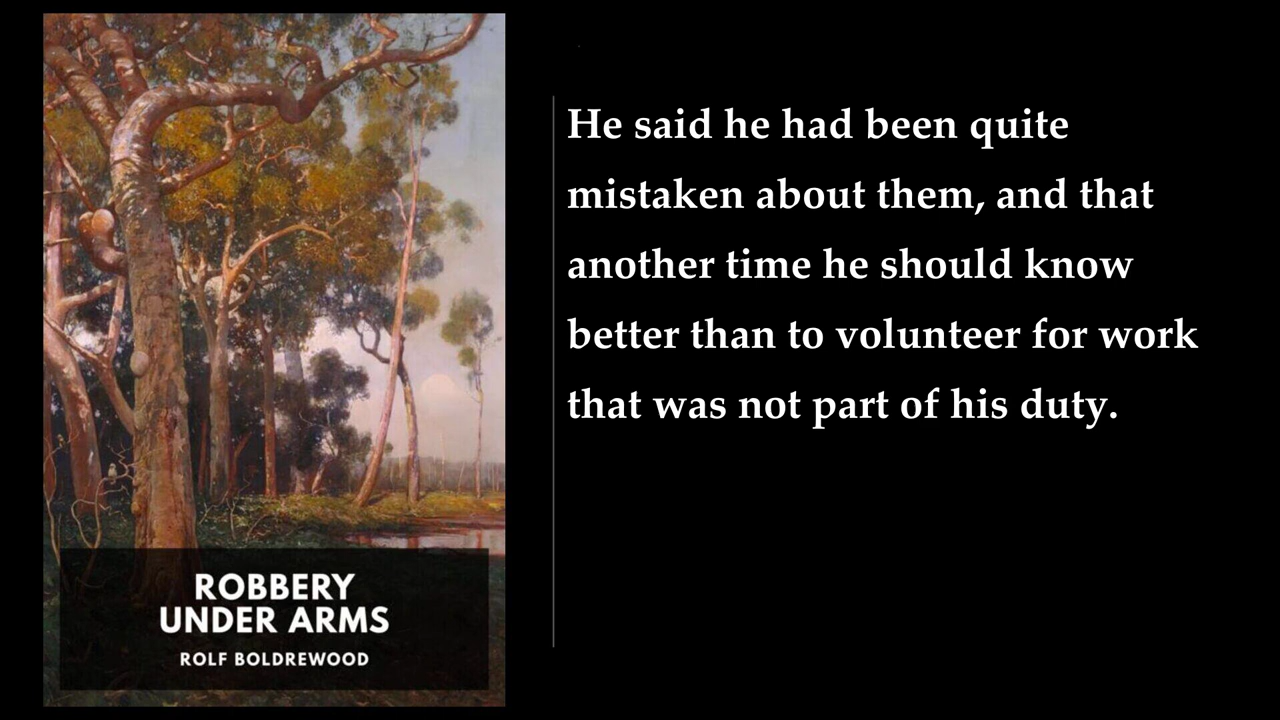 He said he had been quite
mistaken about them, and that
another time he should know
better than to volunteer for work
that was not part of his duty.
ROBBERY
UNDER ARMS
ROLF BOLDREWOOD